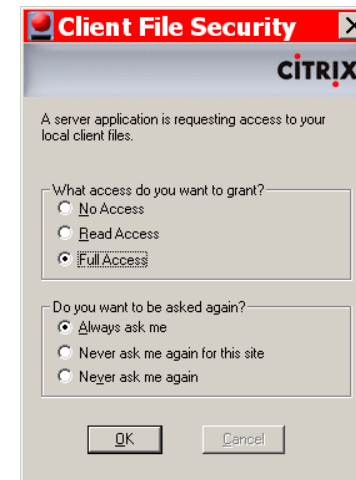 Client File Security
CİTRIX
A server application is requesting access to your
local client files.
What access do you want to grant?
No Access
Read Access
Full Access
Do you want to be asked again?
Always ask me
Never ask me again for this site
Never ask me again
OK
Cancel